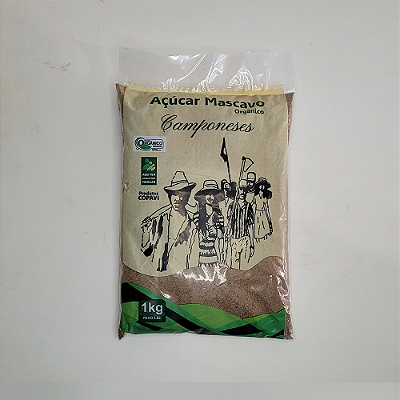 Açúcar Mascavo
Orgânico
Camponeses
ORGÂNICO
Produtos
COPAVI
1kg